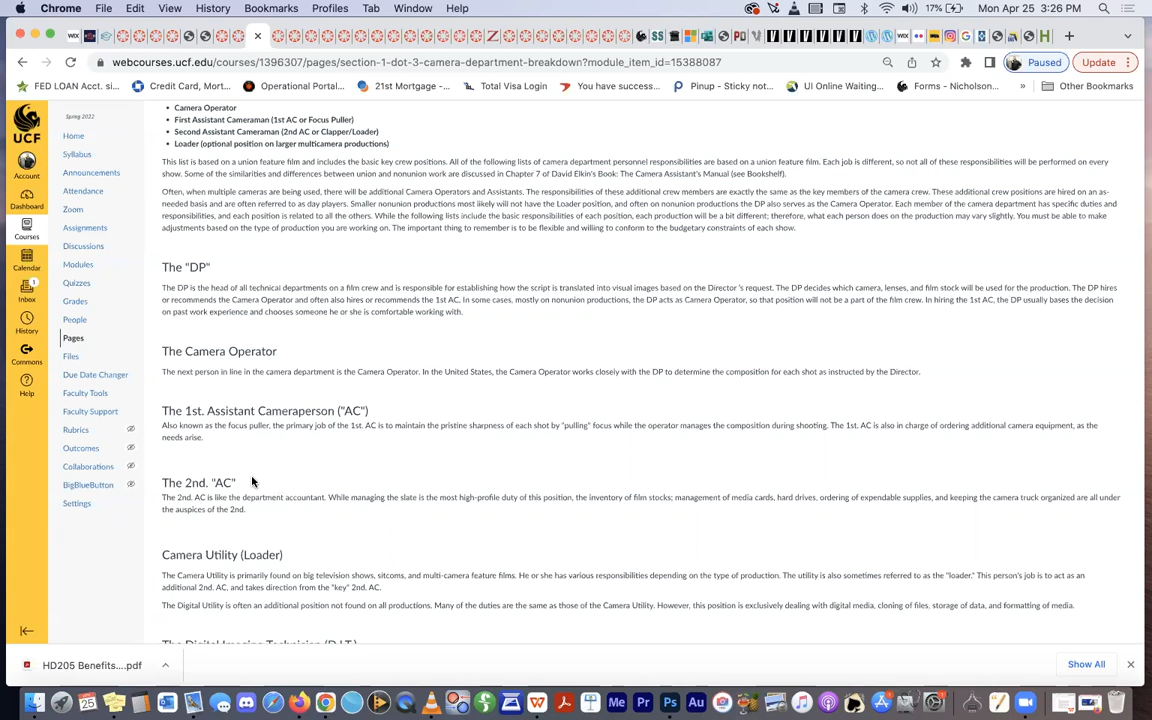 Chrome File Edit View History Bookmarks Profiles Tab Window Help 17% Mon Apr 25 3:26 PM
webcourses.ucf.edu/courses/1396307/pages/section-1-dot-3-camera-department-breakdown?module_item_id=15388087 Paused Update
FED LOAN Acct. si... Credit Card, Mort... Operational Portal... 21st Mortgage -... Total Visa Login You have success... Pinup - Sticky not... UI Online Waiting... Forms - Nicholson... » Other Bookmarks
UCF
Account
Dashboard
Courses
Calendar
Inbox
History
Commons
Help
Spring 2022
Home
Syllabus
Announcements
Attendance
Zoom
Assignments
Discussions
Modules
Quizzes
Grades
People
Pages
Files
Due Date Changer
Faculty Tools
Faculty Support
Rubrics
Outcomes
Collaborations
BigBlueButton
Settings
• Camera Operator
• First Assistant Cameraman (1st AC or Focus Puller)
• Second Assistant Cameraman (2nd AC or Clapper/Loader)
• Loader (optional position on larger multicamera productions)
This list is based on a union feature film and includes the basic key crew positions. All of the following lists of camera department personnel responsibilities are based on a union feature film. Each job is different, so not all of these responsibilities will be performed on every
show. Some of the similarities and differences between union and nonunion work are discussed in Chapter 7 of David Elkin's Book: The Camera Assistant's Manual (see Bookshelf).
Often, when multiple cameras are being used, there will be additional Camera Operators and Assistants. The responsibilities of these additional crew members are exactly the same as the key members of the camera crew. These additional crew positions are hired on an as-
needed basis and are often referred to as day players. Smaller nonunion productions most likely will not have the Loader position, and often on nonunion productions the DP also serves as the Camera Operator. Each member of the camera department has specific duties and
responsibilities, and each position is related to all the others. While the following lists include the basic responsibilities of each position, each production will be a bit different; therefore, what each person does on the production may vary slightly. You must be able to make
adjustments based on the type of production you are working on. The important thing to remember is to be flexible and willing to conform to the budgetary constraints of each show.
The "DP"
The DP is the head of all technical departments on a film crew and is responsible for establishing how the script is translated into visual images based on the Director 's request. The DP decides which camera, lenses, and film stock will be used for the production. The DP hires
or recommends the Camera Operator and often also hires or recommends the 1st AC. In some cases, mostly on nonunion productions, the DP acts as Camera Operator, so that position will not be a part of the film crew. In hiring the 1st AC, the DP usually bases the decision
on past work experience and chooses someone he or she is comfortable working with.
The Camera Operator
The next person in line in the camera department is the Camera Operator. In the United States, the Camera Operator works closely with the DP to determine the composition for each shot as instructed by the Director.
The 1st. Assistant Cameraperson ("AC")
Also known as the focus puller, the primary job of the 1st. AC is to maintain the pristine sharpness of each shot by "pulling" focus while the operator manages the composition during shooting. The 1st. AC is also in charge of ordering additional camera equipment, as the
needs arise.
The 2nd. "AC"
The 2nd. AC is like the department accountant. While managing the slate is the most high-profile duty of this position, the inventory of film stocks; management of media cards, hard drives, ordering of expendable supplies, and keeping the camera truck organized are all under
the auspices of the 2nd.
Camera Utility (Loader)
The Camera Utility is primarily found on big television shows, sitcoms, and multi-camera feature films. He or she has various responsibilities depending on the type of production. The utility is also sometimes referred to as the "loader." This person's job is to act as an
additional 2nd. AC, and takes direction from the "key" 2nd. AC.
The Digital Utility is often an additional position not found on all productions. Many of the duties are the same as those of the Camera Utility. However, this position is exclusively dealing with digital media, cloning of files, storage of data, and formatting of media.
The Digital Imaging Technician (D.I.T.)
HD205 Benefits....pdf Show All